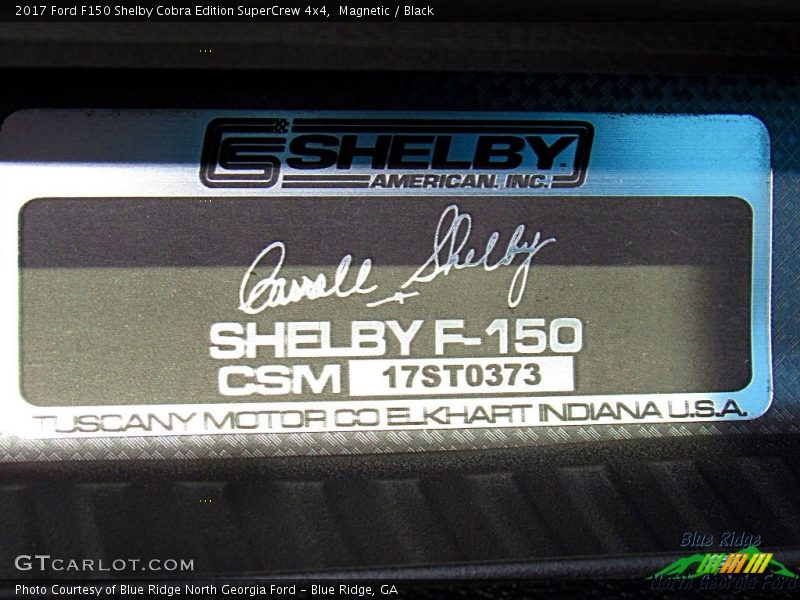 2017 Ford F150 Shelby Cobra Edition SuperCrew 4x4,  Magnetic / Black
CS SHELBY®
AMERICAN, INC.
Carroll Shelby
SHELBY F-150
CSM 17ST0373
TUSCANY MOTOR CO ELKHART INDIANA U.S.A.
GTCARLOT.COM
Blue Ridge
North Georgia Ford
Photo Courtesy of Blue Ridge North Georgia Ford – Blue Ridge, GA